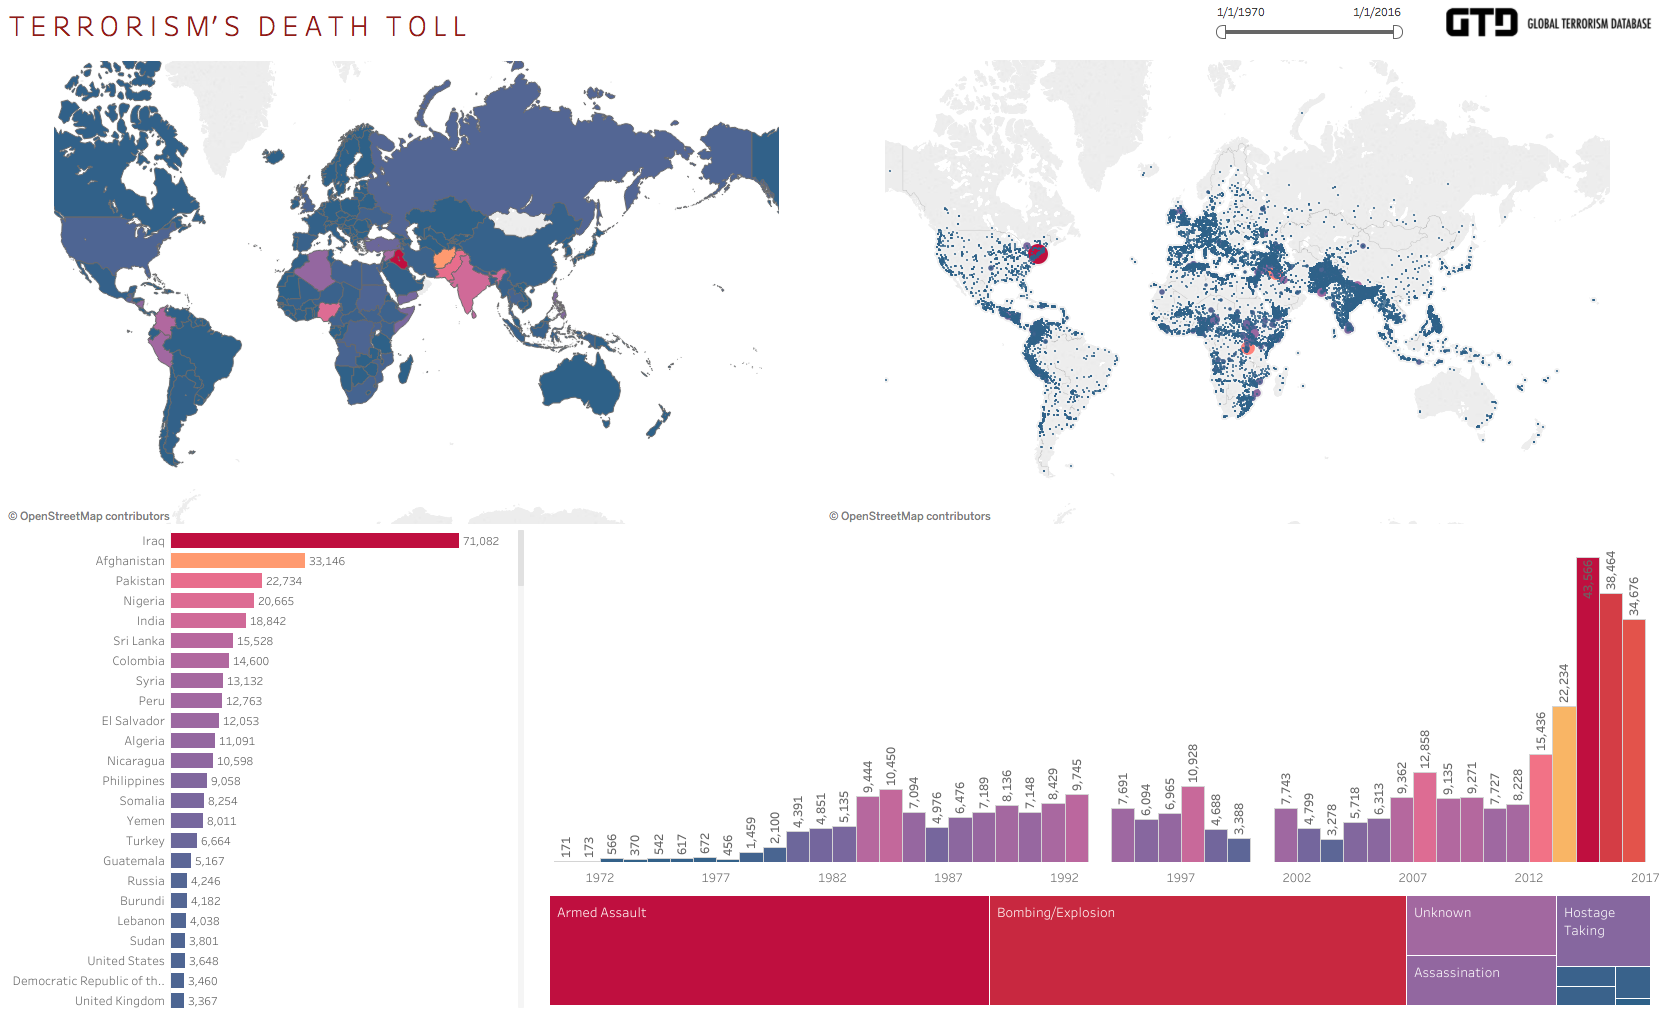 TERRORISM'S DEATH TOLL
1/1/1970
1/1/2016
GTD GLOBAL TERRORISM DATABASE
© OpenStreetMap contributors
© OpenStreetMap contributors
Iraq 71,082
Afghanistan 33,146
Pakistan 22,734
Nigeria 20,665
India 18,842
Sri Lanka 15,528
Colombia 14,600
Syria 13,132
Peru 12,763
El Salvador 12,053
Algeria 11,091
Nicaragua 10,598
Philippines 9,058
Somalia 8,254
Yemen 8,011
Turkey 6,664
Guatemala 5,167
Russia 4,246
Burundi 4,182
Lebanon 4,038
Sudan 3,801
United States 3,648
Democratic Republic of th.. 3,460
United Kingdom 3,367
171
173
566
370
542
617
672
456
1,459
2,100
4,391
4,851
5,135
9,444
10,450
7,094
4,976
6,476
7,189
8,136
7,148
8,429
9,745
7,691
6,094
6,965
10,928
4,688
3,388
7,743
4,799
3,278
5,718
6,313
9,362
12,858
9,135
9,271
7,727
8,228
15,436
22,234
43,566
38,464
34,676
1972
1977
1982
1987
1992
1997
2002
2007
2012
2017
Armed Assault
Bombing/Explosion
Unknown
Assassination
Hostage
Taking